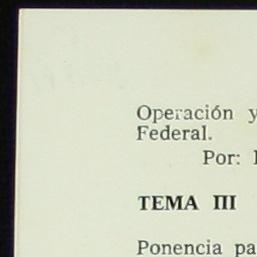 Operación y
Federal.
Por:
TEMA III
Ponencia pa